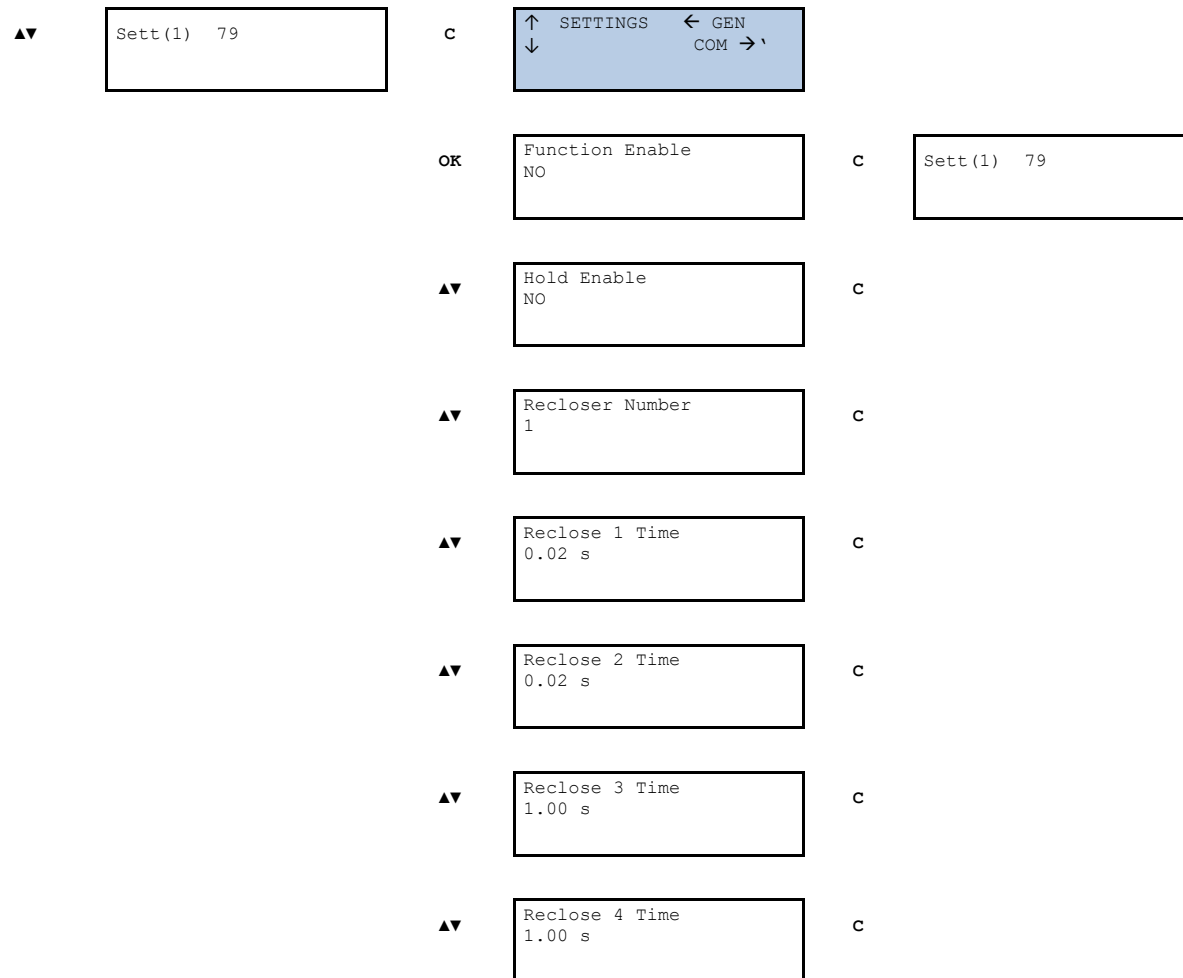 ▲▼ Sett(1) 79 C ↑ SETTINGS ← GEN
↓ COM → ‘
OK Function Enable
NO
C Sett(1) 79
▲▼ Hold Enable
NO
C
▲▼ Recloser Number
1
C
▲▼ Reclose 1 Time
0.02 s
C
▲▼ Reclose 2 Time
0.02 s
C
▲▼ Reclose 3 Time
1.00 s
C
▲▼ Reclose 4 Time
1.00 s
C